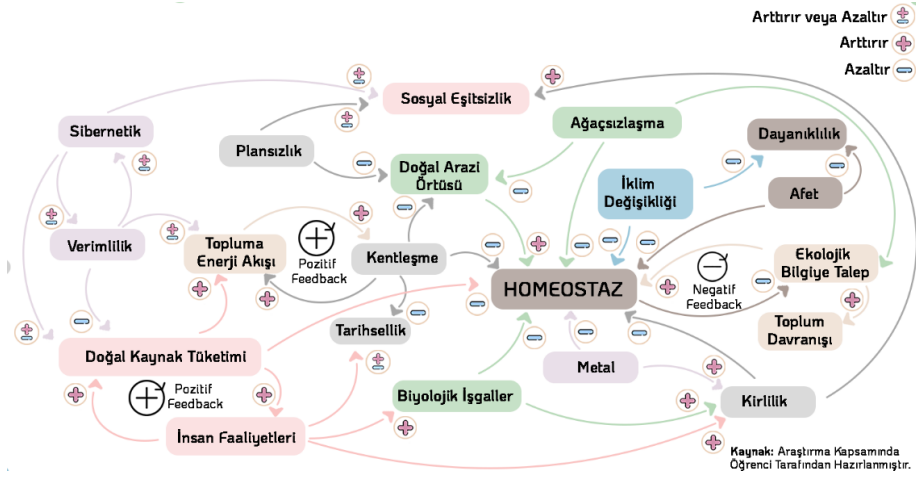 Arttırır veya Azaltır
Arttırır
Azaltır
Sosyal Eşitsizlik
Sibernetik
Ağaçsızlaşma
Dayanıklılık
Plansızlık
Doğal Arazi
Örtüsü
İklim
Değişikliği
Afet
Verimlilik
Topluma
Enerji Akışı
Pozitif
Feedback
Kentleşme
Ekolojik
Bilgiye Talep
HOMEOSTAZ
Negatif
Feedback
Tarihsellik
Toplum
Davranışı
Doğal Kaynak Tüketimi
Metal
Pozitif
Feedback
Biyolojik İşgaller
Kirlilik
İnsan Faaliyetleri
Kaynak: Araştırma Kapsamında
Öğrenci Tarafından Hazırlanmıştır.